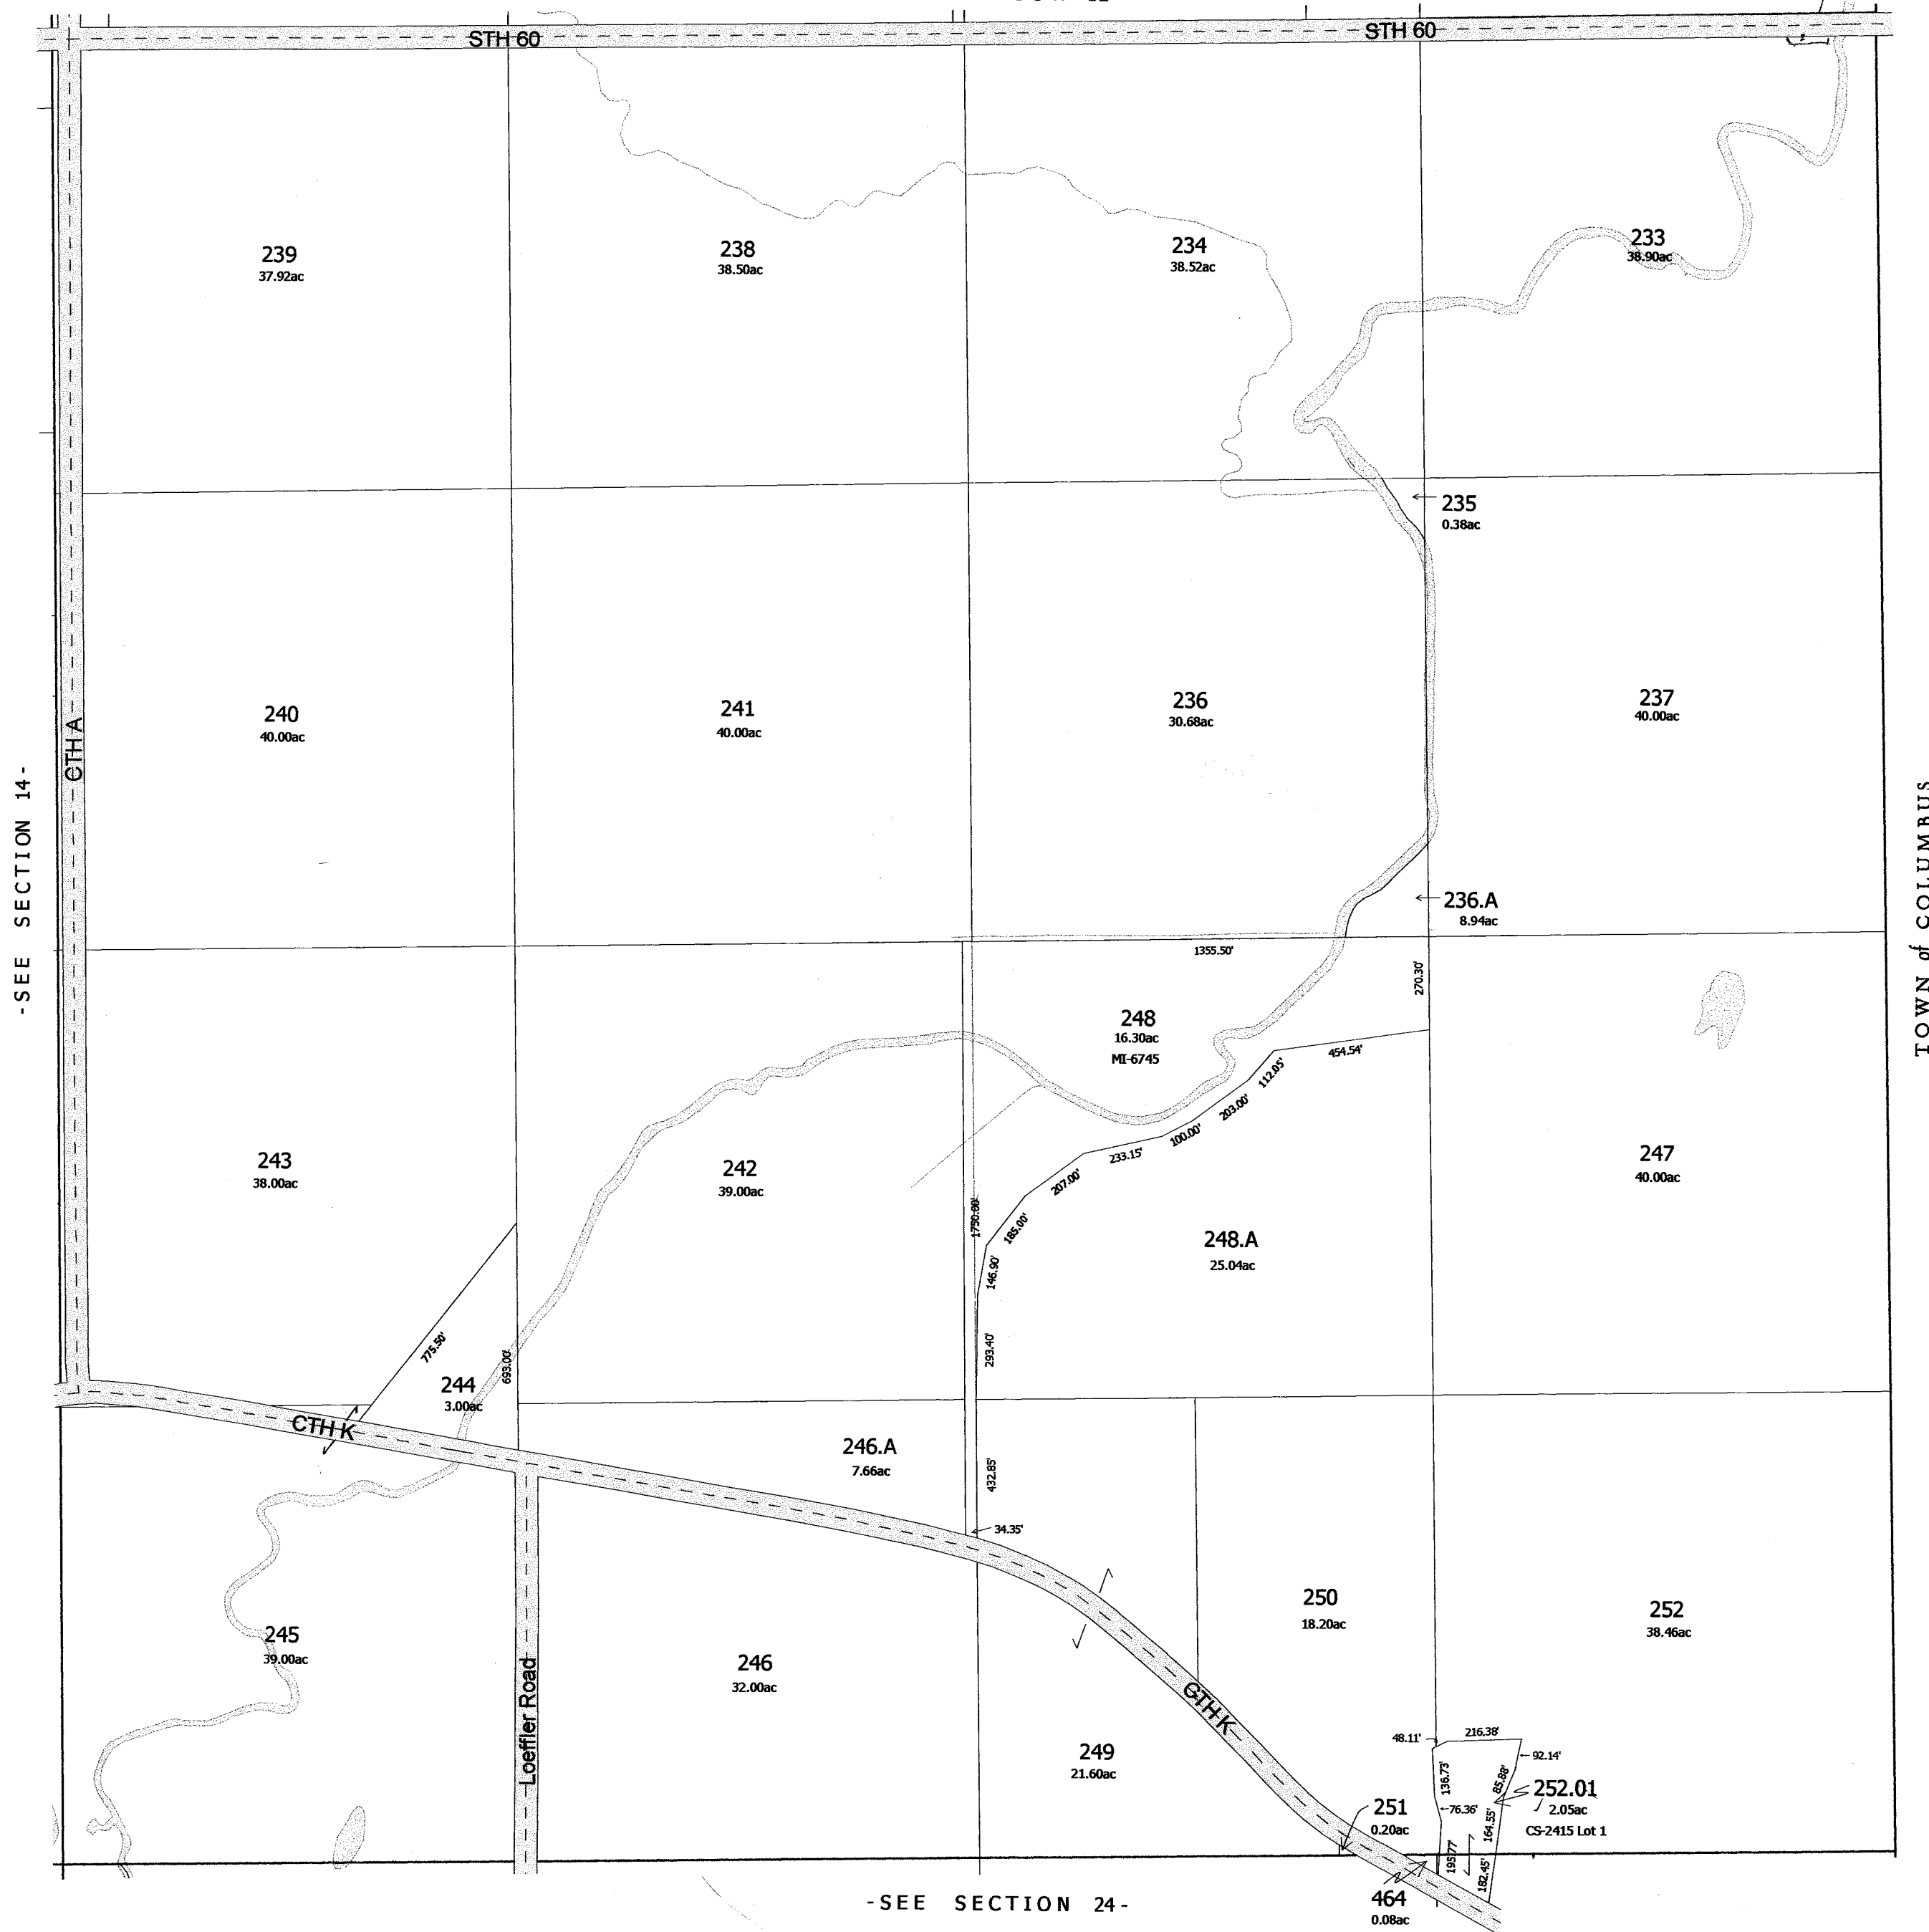 STH 60
STH 60
239
37.92ac
238
38.50ac
234
38.52ac
233
38.90ac
235
0.38ac
CTH A
240
40.00ac
241
40.00ac
236
30.68ac
237
40.00ac
- SEE SECTION 14 -
TOWN of COLUMBUS
236.A
8.94ac
1355.50'
270.30'
248
16.30ac
MI-6745
454.54'
112.05'
203.00'
100.00'
233.15'
207.00'
185.00'
1750.00'
146.90'
293.40'
243
38.00ac
242
39.00ac
247
40.00ac
248.A
25.04ac
775.50'
693.00'
244
3.00ac
CTH K
246.A
7.66ac
432.85'
34.35'
250
18.20ac
252
38.46ac
245
39.00ac
246
32.00ac
Loeffler Road
CTH K
249
21.60ac
48.11'
216.38'
92.14'
136.73'
85.88'
252.01
2.05ac
CS-2415 Lot 1
76.36'
164.55'
251
0.20ac
195.77
182.45'
464
0.08ac
- SEE SECTION 24 -